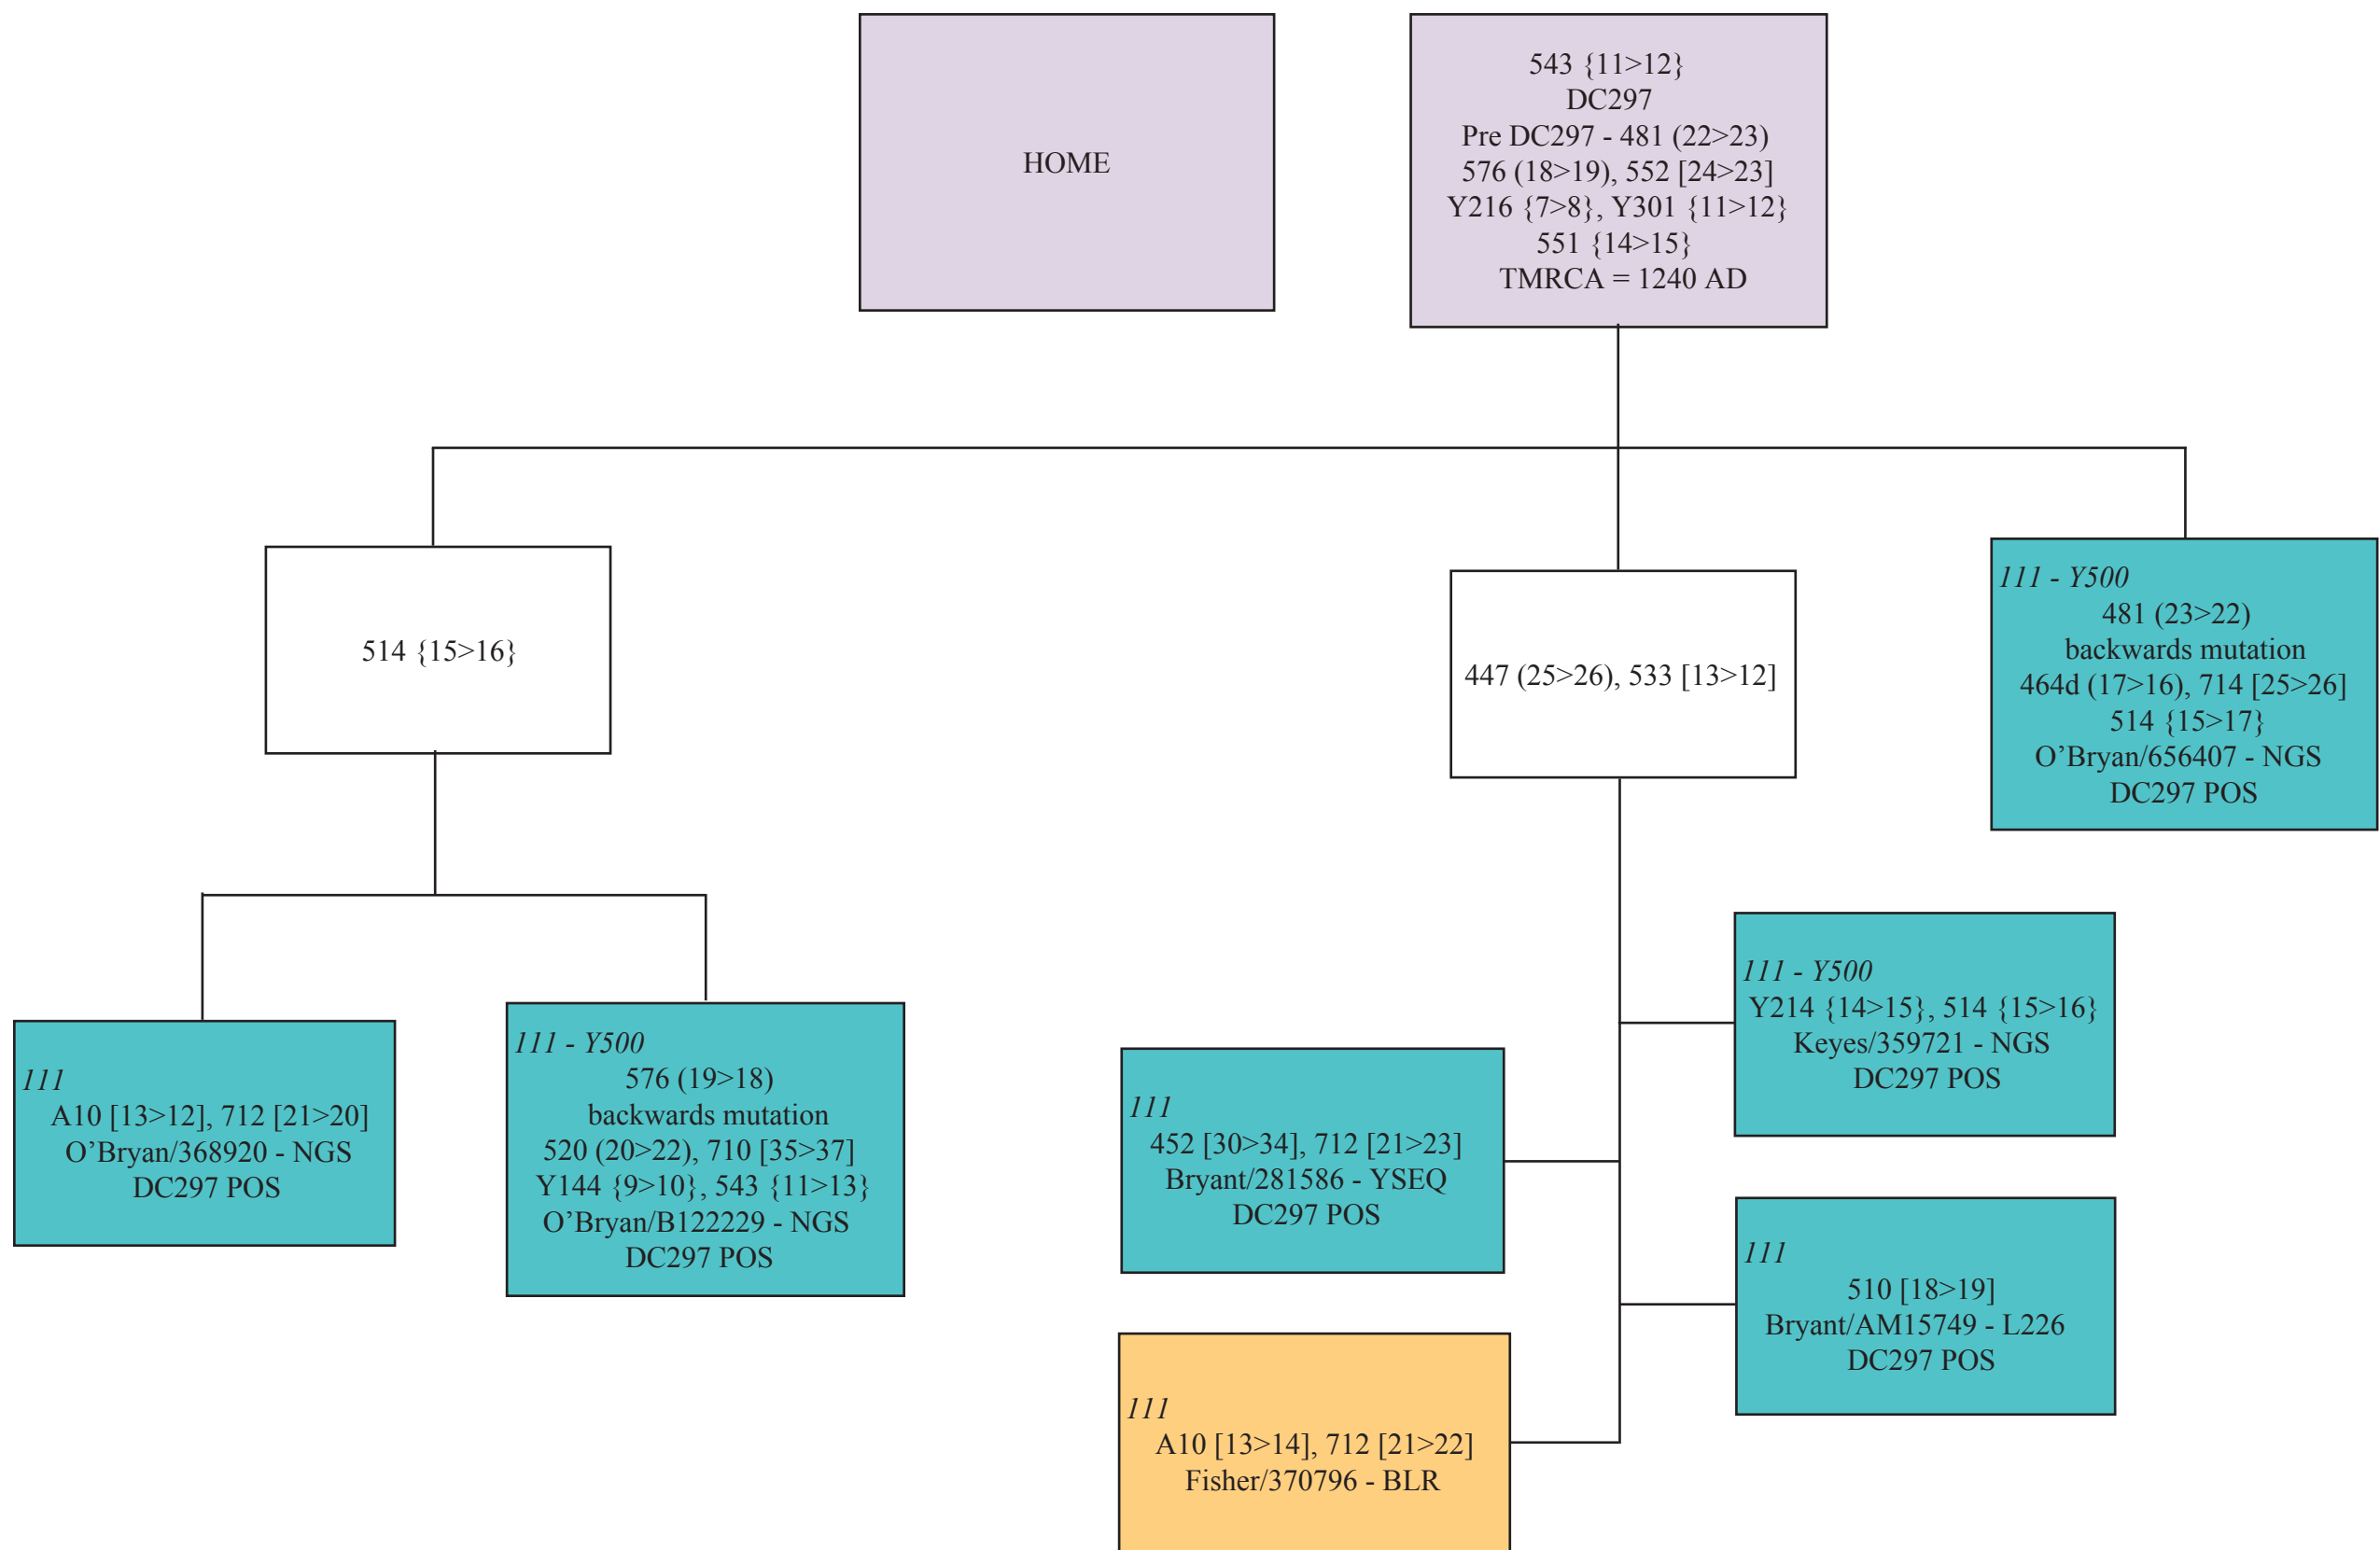 HOME
543 {11>12}
DC297
Pre DC297 - 481 (22>23)
576 (18>19), 552 [24>23]
Y216 {7>8}, Y301 {11>12}
551 {14>15}
TMRCA = 1240 AD
514 {15>16}
447 (25>26), 533 [13>12]
111 - Y500
481 (23>22)
backwards mutation
464d (17>16), 714 [25>26]
514 {15>17}
O’Bryan/656407 - NGS
DC297 POS
111
A10 [13>12], 712 [21>20]
O’Bryan/368920 - NGS
DC297 POS
111 - Y500
576 (19>18)
backwards mutation
520 (20>22), 710 [35>37]
Y144 {9>10}, 543 {11>13}
O’Bryan/B122229 - NGS
DC297 POS
111 - Y500
Y214 {14>15}, 514 {15>16}
Keyes/359721 - NGS
DC297 POS
111
452 [30>34], 712 [21>23]
Bryant/281586 - YSEQ
DC297 POS
111
510 [18>19]
Bryant/AM15749 - L226
DC297 POS
111
A10 [13>14], 712 [21>22]
Fisher/370796 - BLR